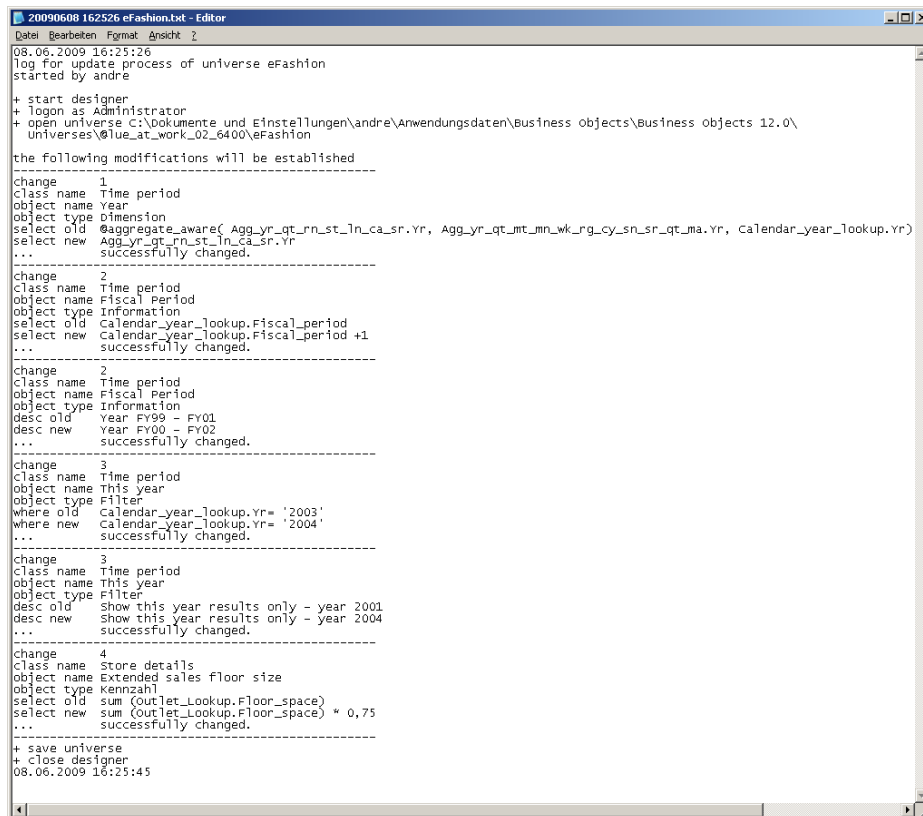 20090608 162526 eFashion.txt - Editor
Datei Bearbeiten Format Ansicht ?
08.06.2009 16:25:26
log for update process of universe eFashion
started by andre
+ start designer
+ logon as Administrator
+ open universe C:\Dokumente und Einstellungen\andre\Anwendungsdaten\Business Objects\Business Objects 12.0\
Universes\@lue_at_work_02_6400\eFashion
the following modifications will be established
------------------------------------------------
change 1
class name Time period
object name Year
object type Dimension
select old @aggregate_aware( Agg_yr_qt_rn_st_ln_ca_sr.Yr, Agg_yr_qt_mt_mn_wk_rg_cy_sn_sr_qt_ma.Yr, Calendar_year_lookup.Yr)
select new Agg_yr_qt_rn_st_ln_ca_sr.Yr
... successfully changed.
------------------------------------------------
change 2
class name Time period
object name Fiscal Period
object type Information
select old Calendar_year_lookup.Fiscal_period
select new Calendar_year_lookup.Fiscal_period +1
... successfully changed.
------------------------------------------------
change 2
class name Time period
object name Fiscal Period
object type Information
desc old Year FY99 - FY01
desc new Year FY00 - FY02
... successfully changed.
------------------------------------------------
change 3
class name Time period
object name This year
object type Filter
where old Calendar_year_lookup.Yr= '2003'
where new Calendar_year_lookup.Yr= '2004'
... successfully changed.
------------------------------------------------
change 3
class name Time period
object name This year
object type Filter
desc old Show this year results only - year 2001
desc new Show this year results only - year 2004
... successfully changed.
------------------------------------------------
change 4
class name Store details
object name Extended sales floor size
object type Kennzahl
select old sum (Outlet_Lookup.Floor_space)
select new sum (Outlet_Lookup.Floor_space) * 0,75
... successfully changed.
------------------------------------------------
+ save universe
+ close designer
08.06.2009 16:25:45